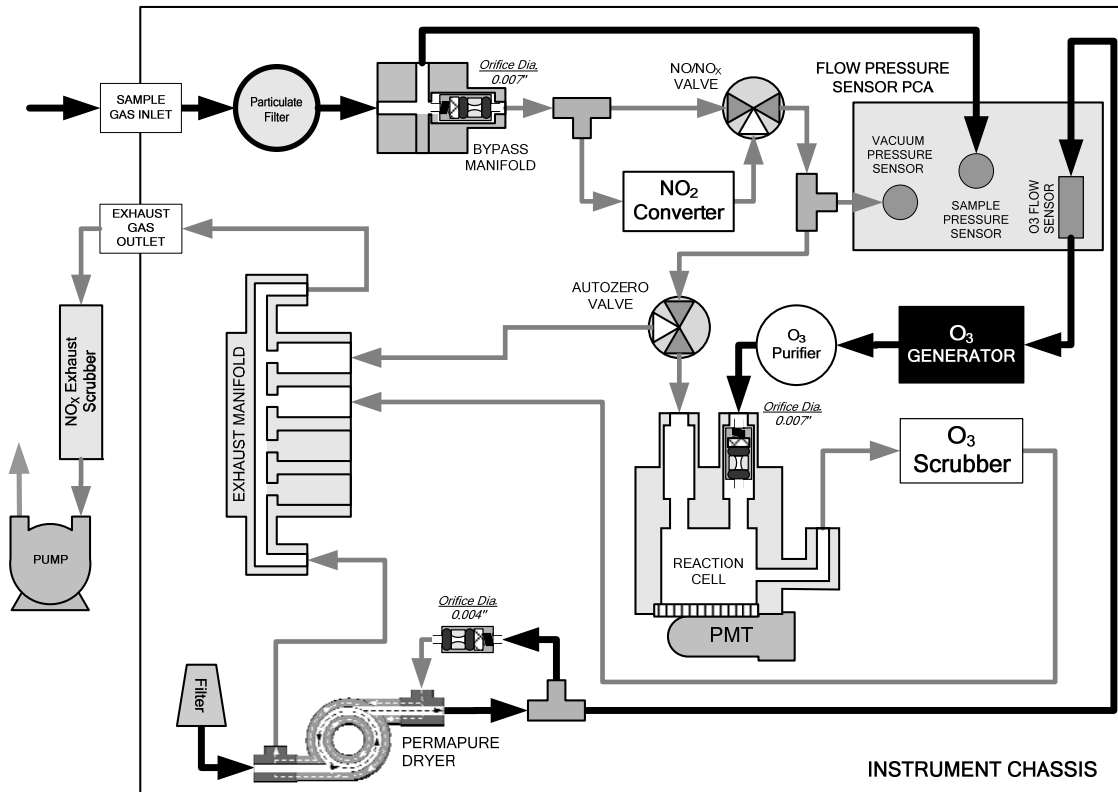 SAMPLE
GAS INLET
Particulate
Filter
Orifice Dia.
0.007"
BYPASS
MANIFOLD
NO/NOX
VALVE
NO2
Converter
FLOW PRESSURE
SENSOR PCA
VACUUM
PRESSURE
SENSOR
SAMPLE
PRESSURE
SENSOR
O3 FLOW
SENSOR
EXHAUST
GAS
OUTLET
NOX Exhaust
Scrubber
PUMP
EXHAUST MANIFOLD
AUTOZERO
VALVE
O3
Purifier
O3
GENERATOR
Orifice Dia.
0.007"
O3
Scrubber
REACTION
CELL
PMT
Orifice Dia.
0.004"
Filter
PERMAPURE
DRYER
INSTRUMENT CHASSIS